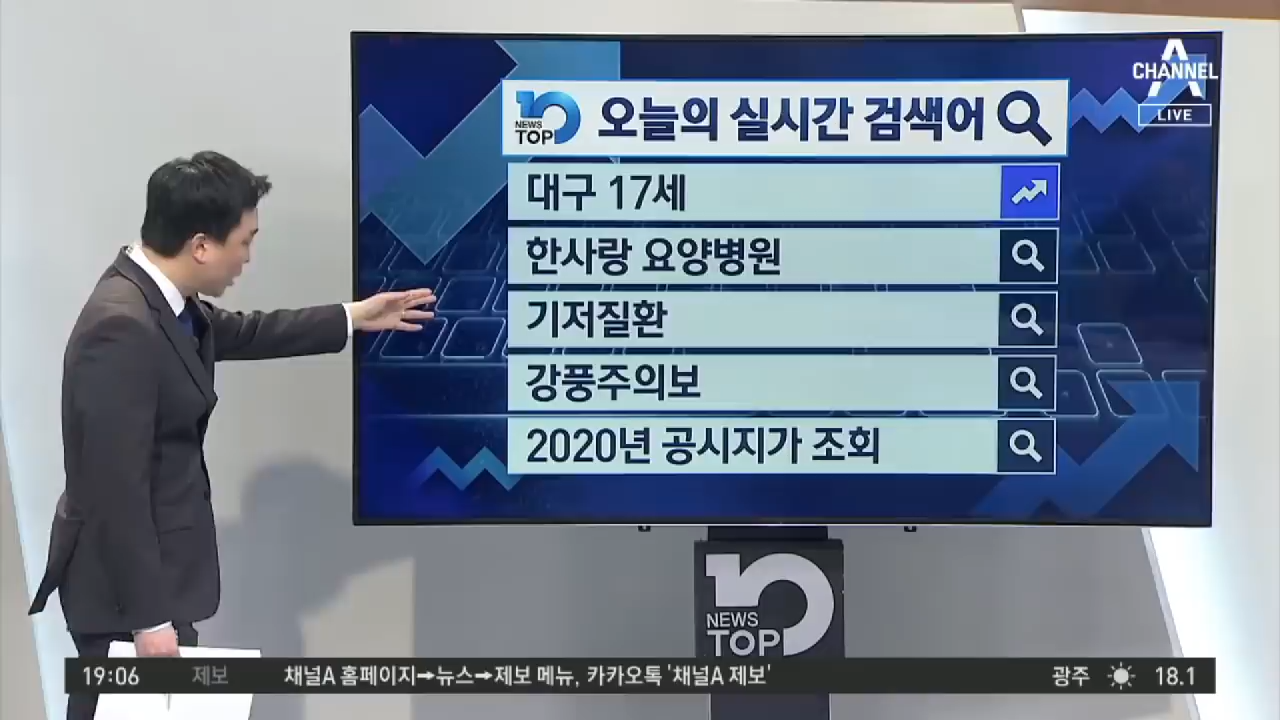 CHANNEL A
LIVE
NEWS TOP 10 오늘의 실시간 검색어
대구 17세
한사랑 요양병원
기저질환
강풍주의보
2020년 공시지가 조회
NEWS TOP 10
19:06 제보 채널A 홈페이지→뉴스→제보 메뉴, 카카오톡 '채널A 제보' 광주 18.1